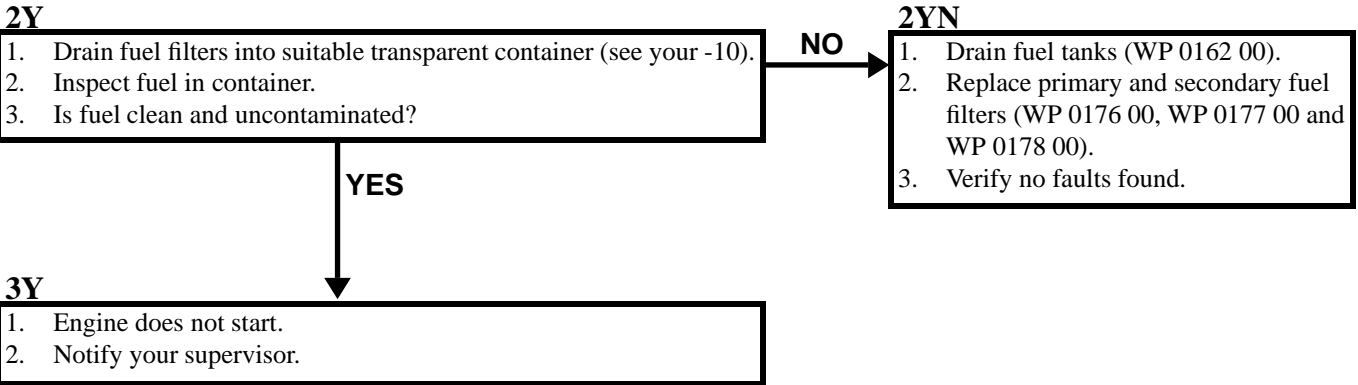 2Y
1. Drain fuel filters into suitable transparent container (see your -10).
2. Inspect fuel in container.
3. Is fuel clean and uncontaminated?
NO
2YN
1. Drain fuel tanks (WP 0162 00).
2. Replace primary and secondary fuel
filters (WP 0176 00, WP 0177 00 and
WP 0178 00).
3. Verify no faults found.
YES
3Y
1. Engine does not start.
2. Notify your supervisor.